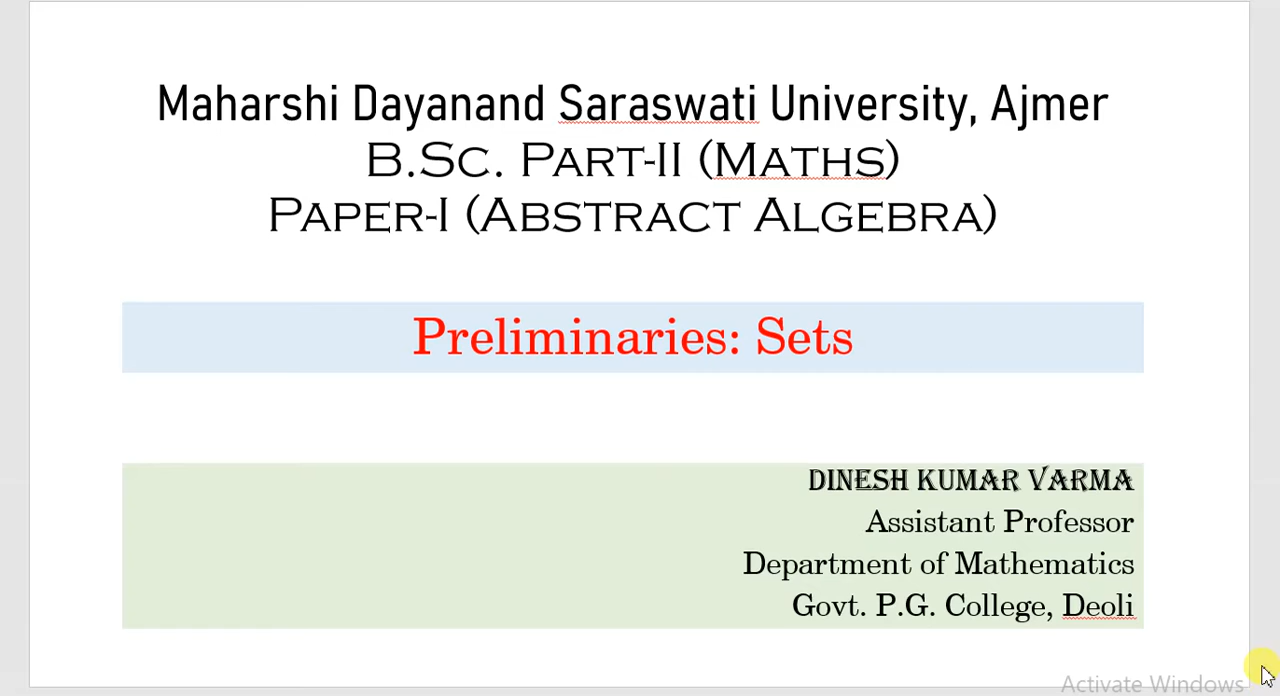 Maharshi Dayanand Saraswati University, Ajmer
B.Sc. Part-II (Maths)
Paper-I (Abstract Algebra)
Preliminaries: Sets
DINESH KUMAR VARMA
Assistant Professor
Department of Mathematics
Govt. P.G. College, Deoli
Activate Windows